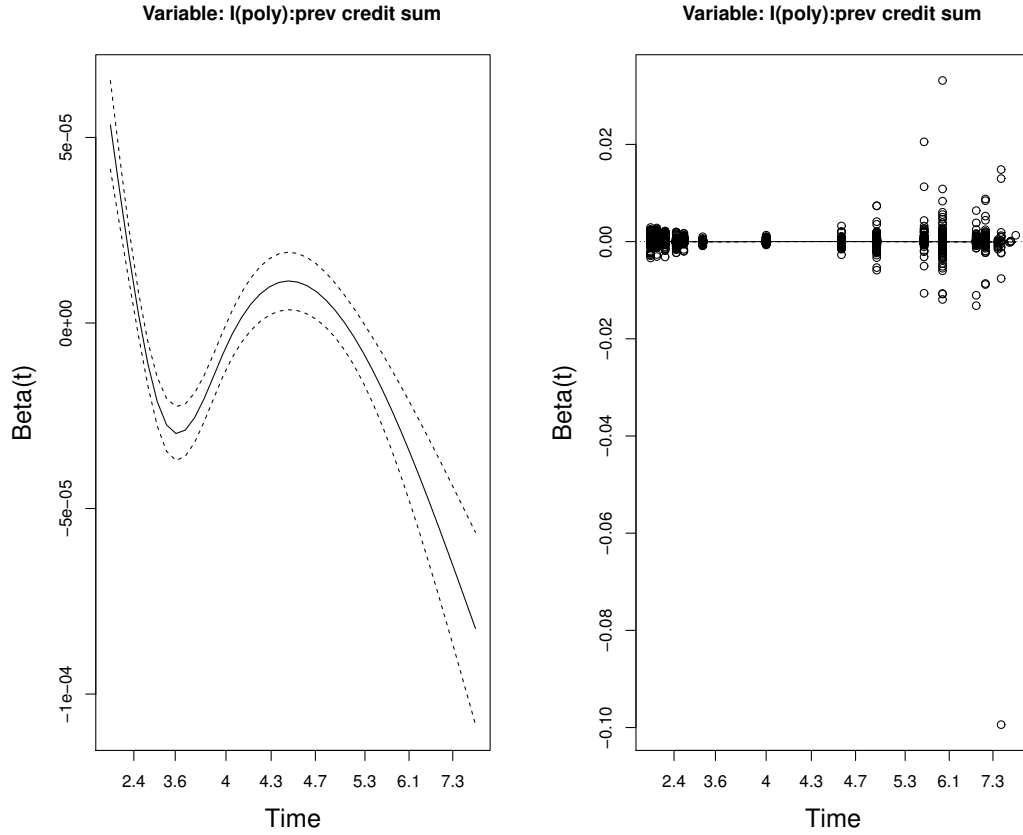 Variable: I(poly):prev credit sum
5e-05
0e+00
−5e-05
−1e-04
Beta(t)
2.4 3.6 4 4.3 4.7 5.3 6.1 7.3
Time
Variable: I(poly):prev credit sum
0.02
0.00
−0.02
−0.04
−0.06
−0.08
−0.10
Beta(t)
2.4 3.6 4 4.3 4.7 5.3 6.1 7.3
Time